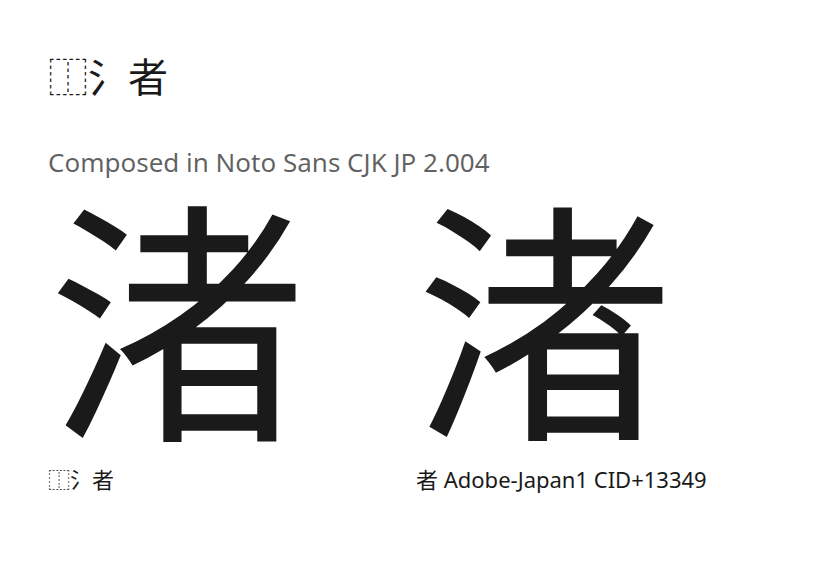 ⿰氵者
Composed in Noto Sans CJK JP 2.004
渚 渚
⿰氵者 者 Adobe-Japan1 CID+13349